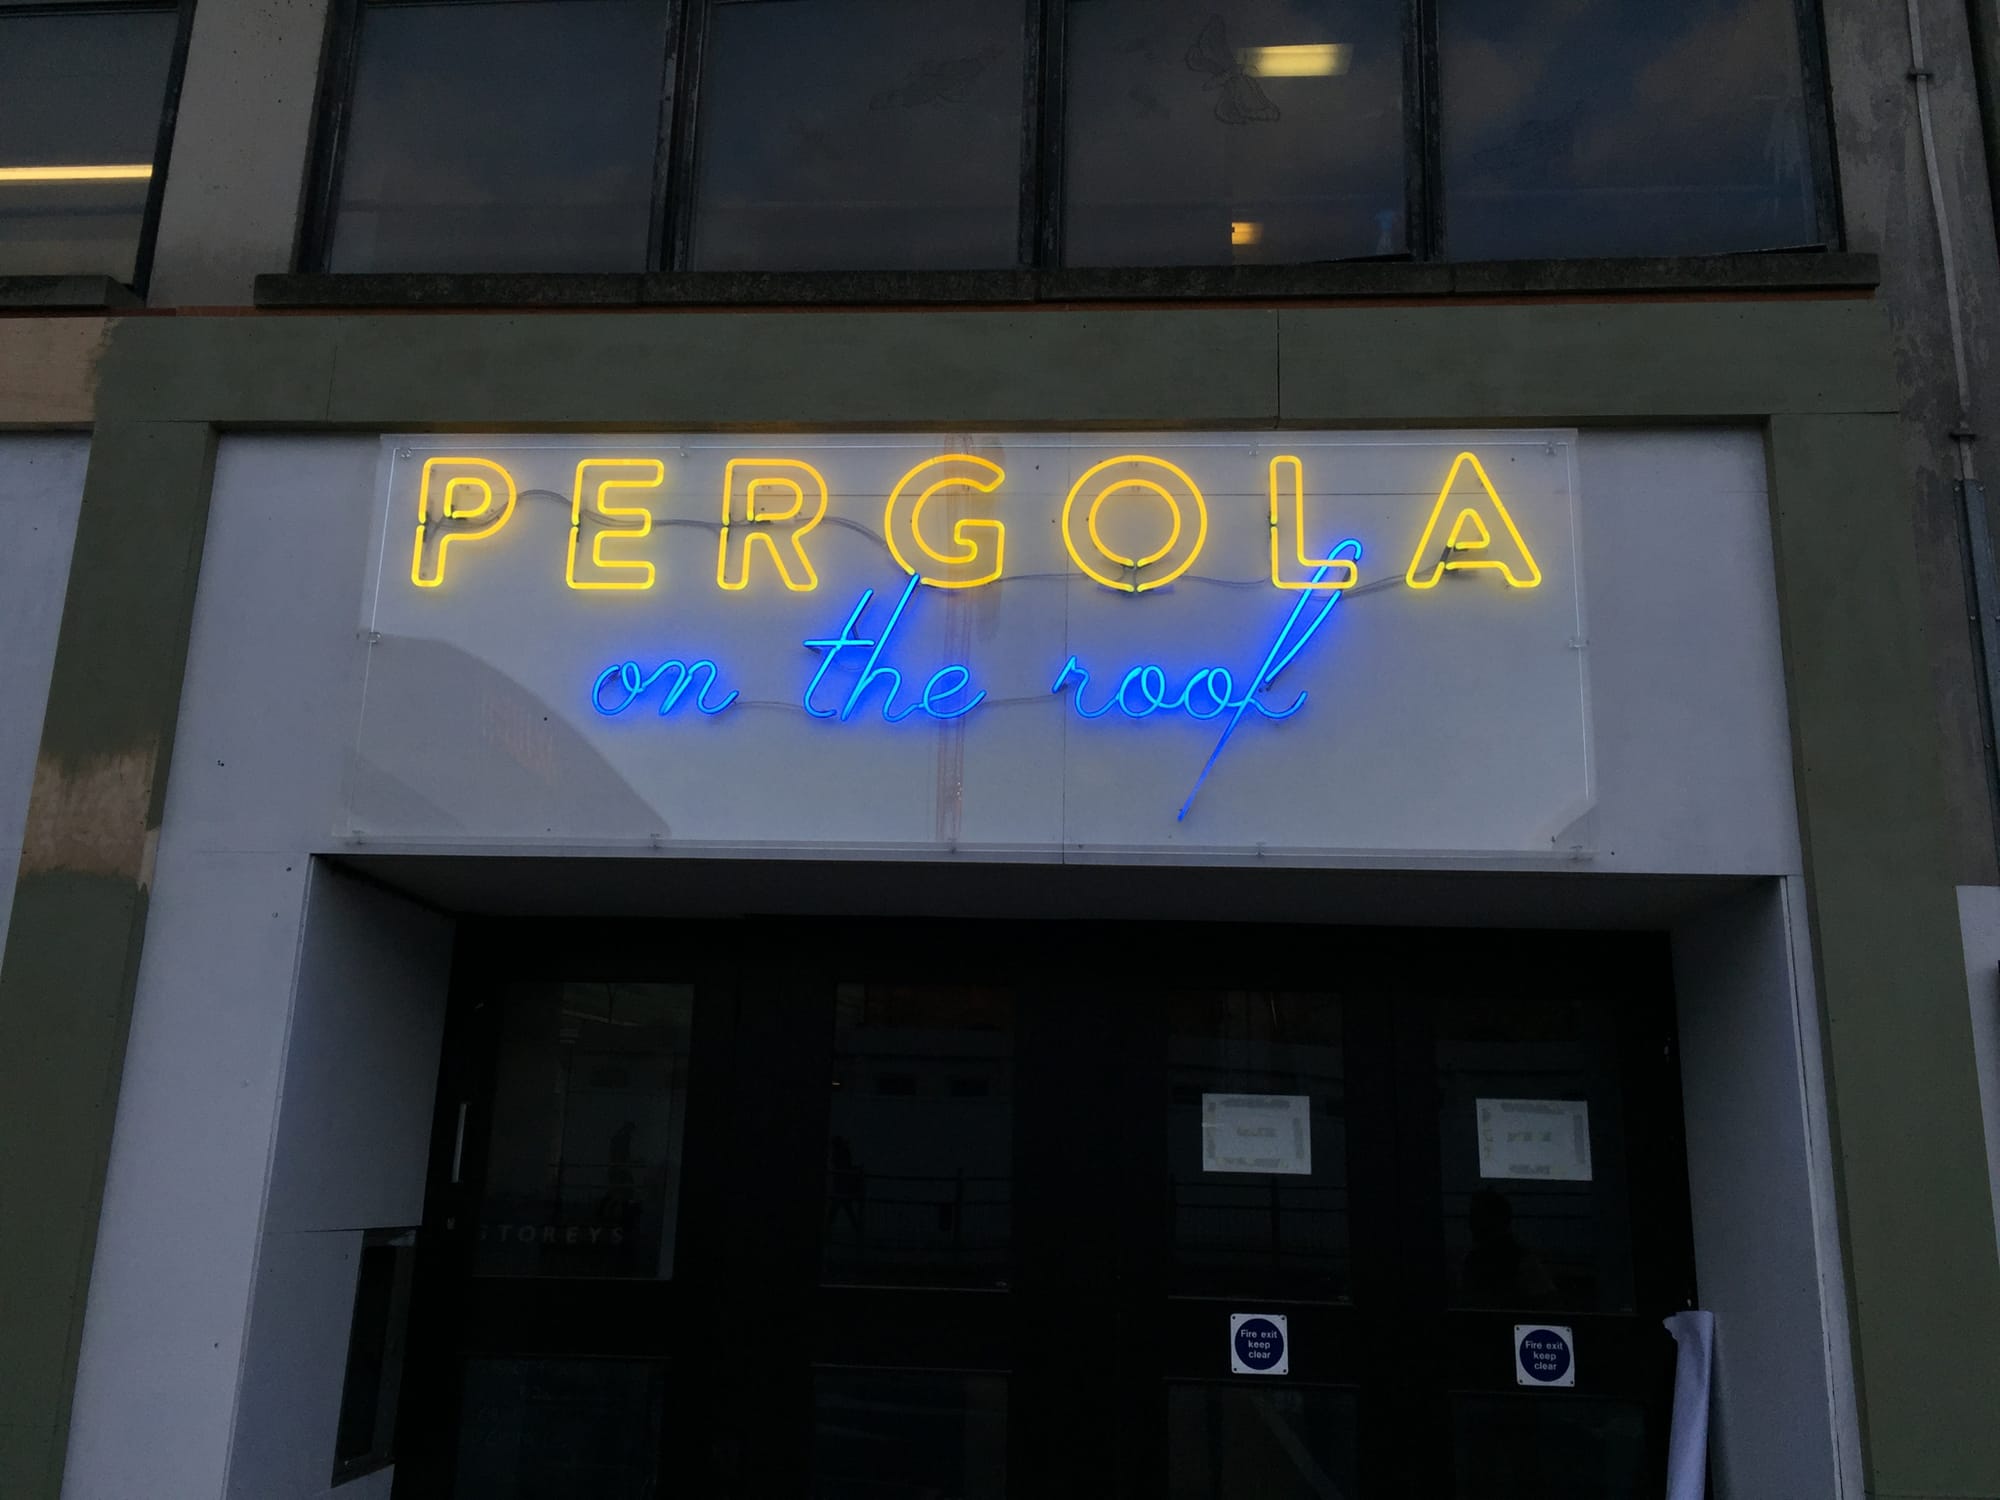 PERGOLA
on the roof
STOREYS
Fire exit
keep
clear
Fire exit
keep
clear